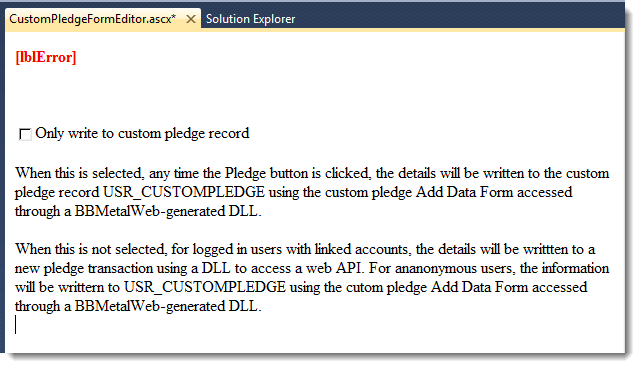 CustomPledgeFormEditor.ascx* Solution Explorer
[lblError]
Only write to custom pledge record
When this is selected, any time the Pledge button is clicked, the details will be written to the custom
pledge record USR_CUSTOMPLEDGE using the custom pledge Add Data Form accessed
through a BBMetalWeb-generated DLL.
When this is not selected, for logged in users with linked accounts, the details will be writtten to a
new pledge transaction using a DLL to access a web API. For ananonymous users, the information
will be writtern to USR_CUSTOMPLEDGE using the cutom pledge Add Data Form accessed
through a BBMetalWeb-generated DLL.